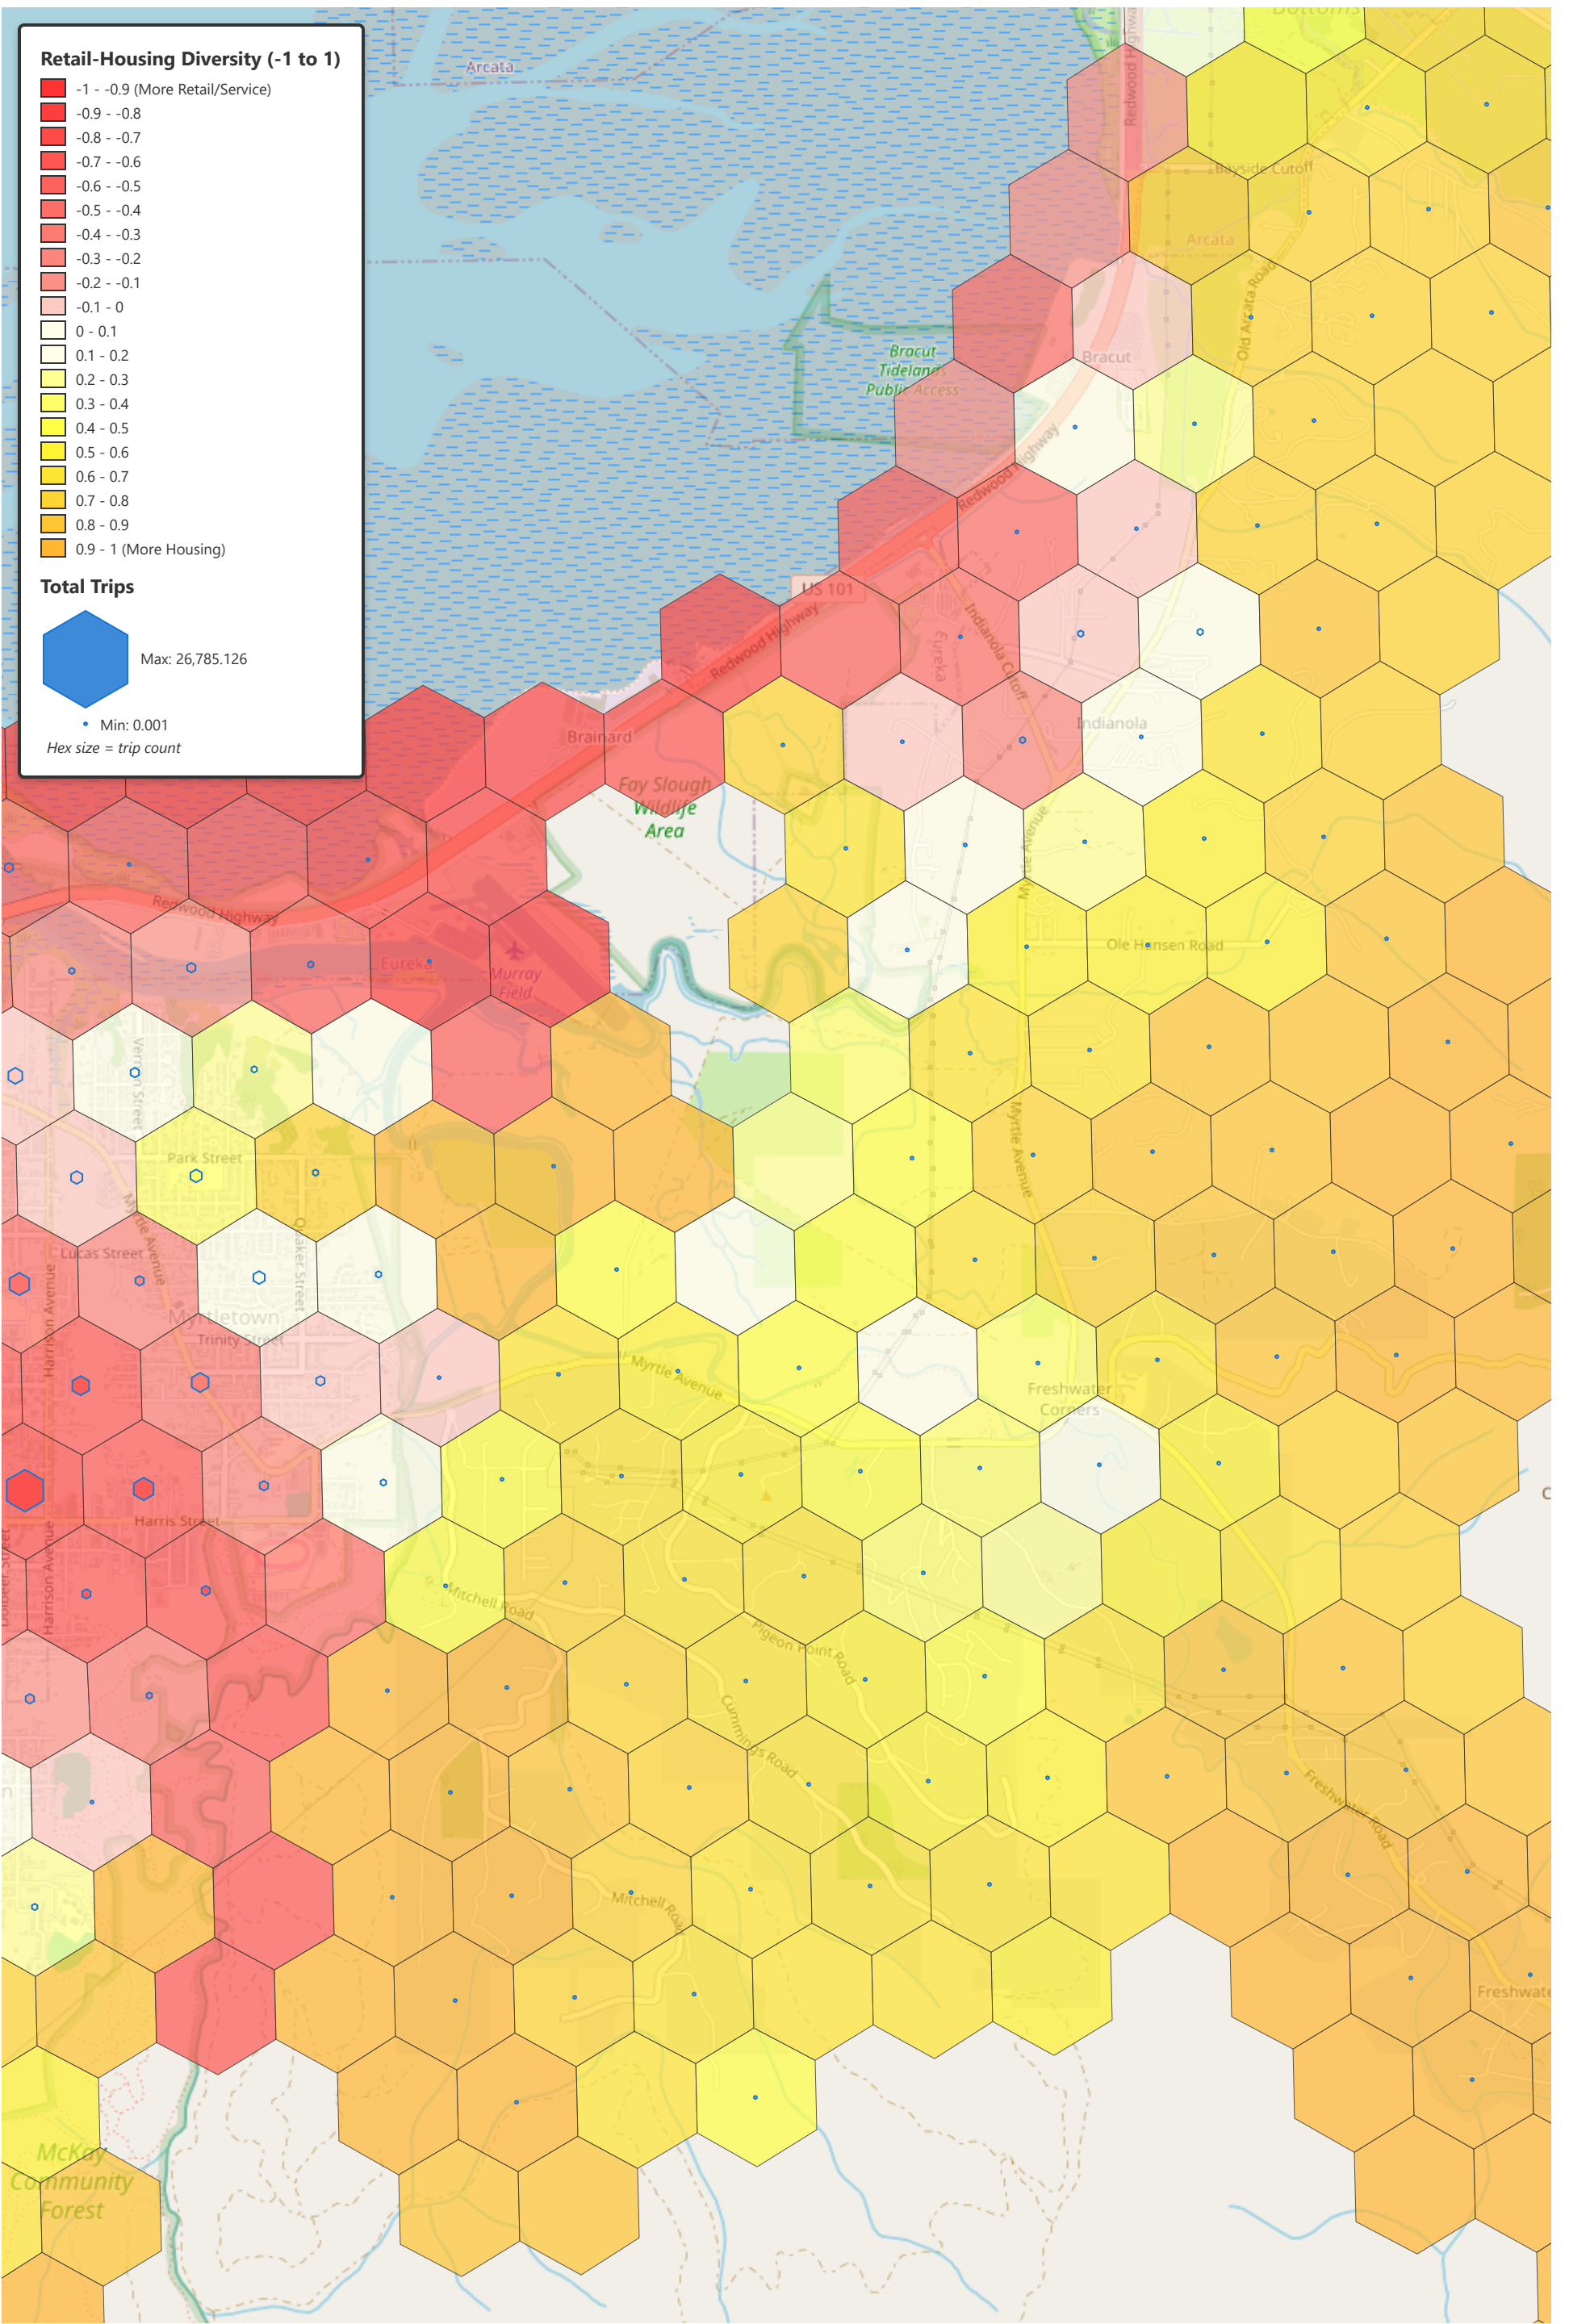 Retail-Housing Diversity (-1 to 1)
-1 - -0.9 (More Retail/Service)
-0.9 - -0.8
-0.8 - -0.7
-0.7 - -0.6
-0.6 - -0.5
-0.5 - -0.4
-0.4 - -0.3
-0.3 - -0.2
-0.2 - -0.1
-0.1 - 0
0 - 0.1
0.1 - 0.2
0.2 - 0.3
0.3 - 0.4
0.4 - 0.5
0.5 - 0.6
0.6 - 0.7
0.7 - 0.8
0.8 - 0.9
0.9 - 1 (More Housing)
Total Trips
Max: 26,785.126
Min: 0.001
Hex size = trip count
Bottoms
Arcata
Redwood Highway
Bayside Cutoff
Arcata
Old Arcata Road
Bracut
Tidelands
Public Access
Bracut
Redwood Highway
US 101
Redwood Highway
Eureka
Indianola Cutoff
Indianola
Brainard
Fay Slough
Wildlife
Area
Myrtle Avenue
Redwood Highway
Ole Hansen Road
Eureka
Murray
Field
Vernon Street
Myrtle Avenue
Park Street
Myrtle Avenue
Lucas Street
Quaker Street
Harrison Avenue
Myrtletown
Trinity Street
Myrtle Avenue
Freshwater
Corners
Harris Street
Dolbeer Street
Harrison Avenue
Mitchell Road
Pigeon Point Road
Cummings Road
Freshwater Road
Mitchell Road
Freshwate
McKay
Community
Forest